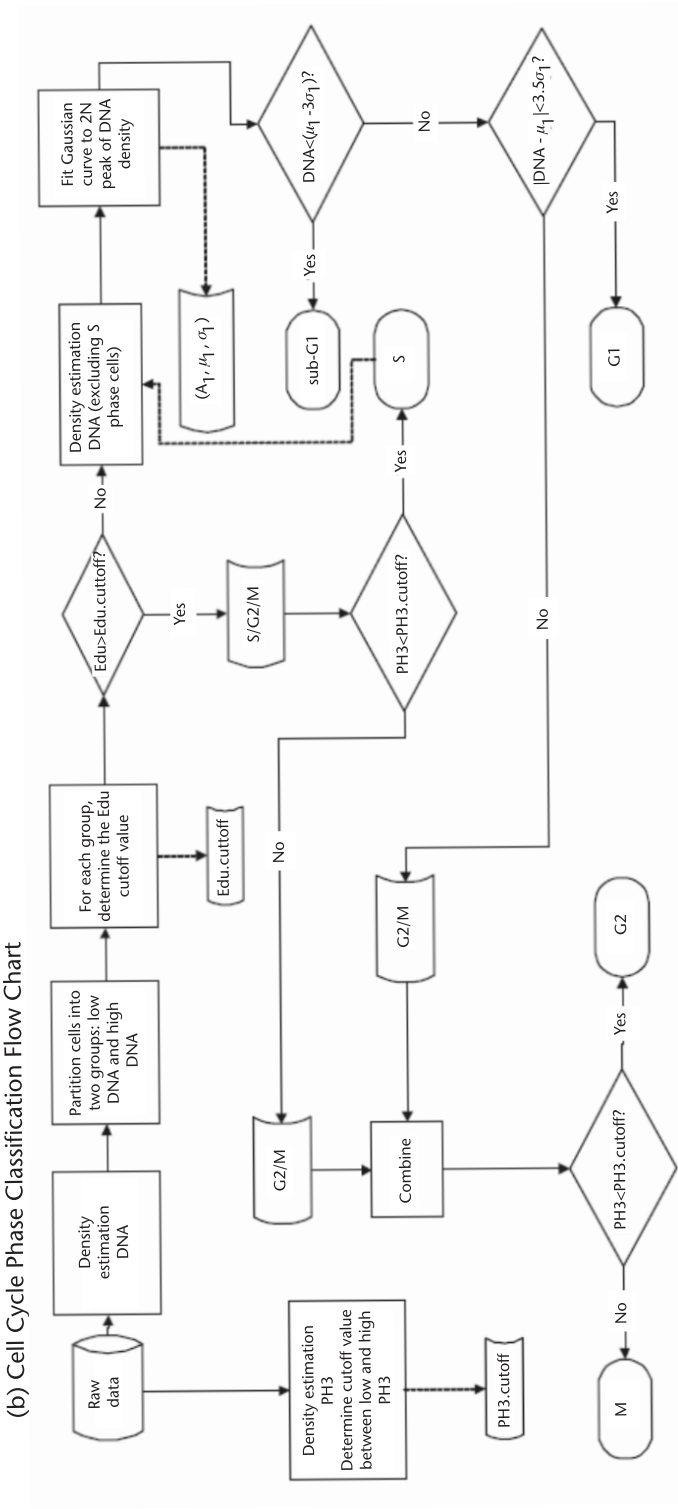 (b) Cell Cycle Phase Classification Flow Chart
Raw
data
Density
estimation
DNA
Partition cells into
two groups: low
DNA and high
DNA
For each group,
determine the Edu
cutoff value
Edu.cuttoff
Edu>Edu.cuttoff?
No
Yes
Density estimation
DNA (excluding S
phase cells)
Fit Gaussian
curve to 2N
peak of DNA
density
(A₁, μ₁, σ₁)
DNA<(μ₁ -3σ₁)?
Yes
No
sub-G1
S/G2/M
PH3<PH3.cutoff?
Yes
No
S
|DNA - μ₁|<3.5σ₁?
Yes
No
G1
G2/M
G2/M
Combine
Density estimation
PH3
Determine cutoff value
between low and high
PH3
PH3.cutoff
PH3<PH3.cutoff?
Yes
No
G2
M